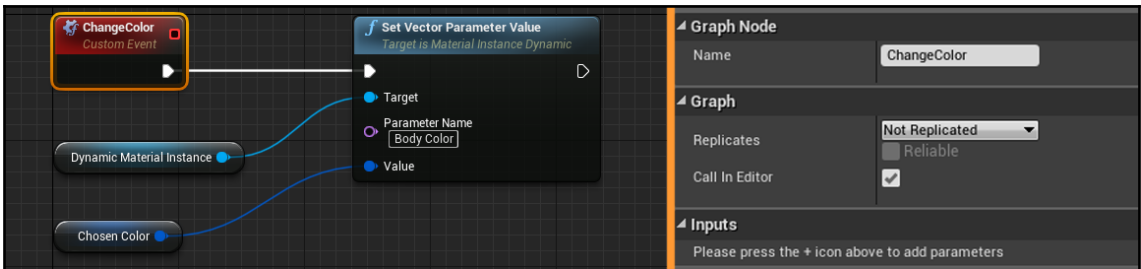 ChangeColor
Custom Event
f Set Vector Parameter Value
Target is Material Instance Dynamic
Target
Parameter Name
Body Color
Value
Dynamic Material Instance
Chosen Color
Graph Node
Name ChangeColor
Graph
Replicates Not Replicated
Reliable
Call In Editor
Inputs
Please press the + icon above to add parameters